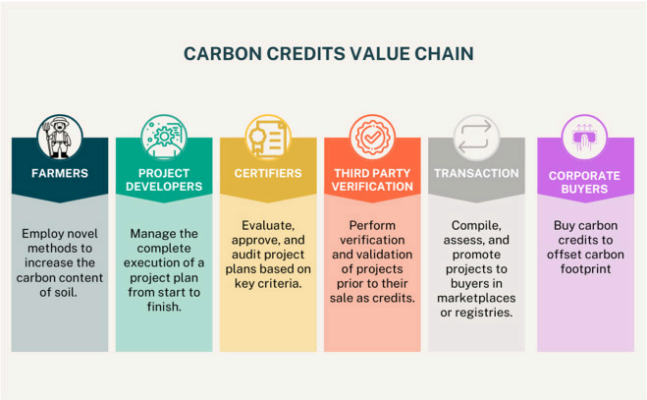 CARBON CREDITS VALUE CHAIN
FARMERS
Employ novel
methods to
increase the
carbon content
of soil.
PROJECT
DEVELOPERS
Manage the
complete
execution of a
project plan
from start to
finish.
CERTIFIERS
Evaluate,
approve, and
audit project
plans based on
key criteria.
THIRD PARTY
VERIFICATION
Perform
verification
and validation
of projects
prior to their
sale as credits.
TRANSACTION
Compile,
assess, and
promote
projects to
buyers in
marketplaces
or registries.
CORPORATE
BUYERS
Buy carbon
credits to
offset carbon
footprint